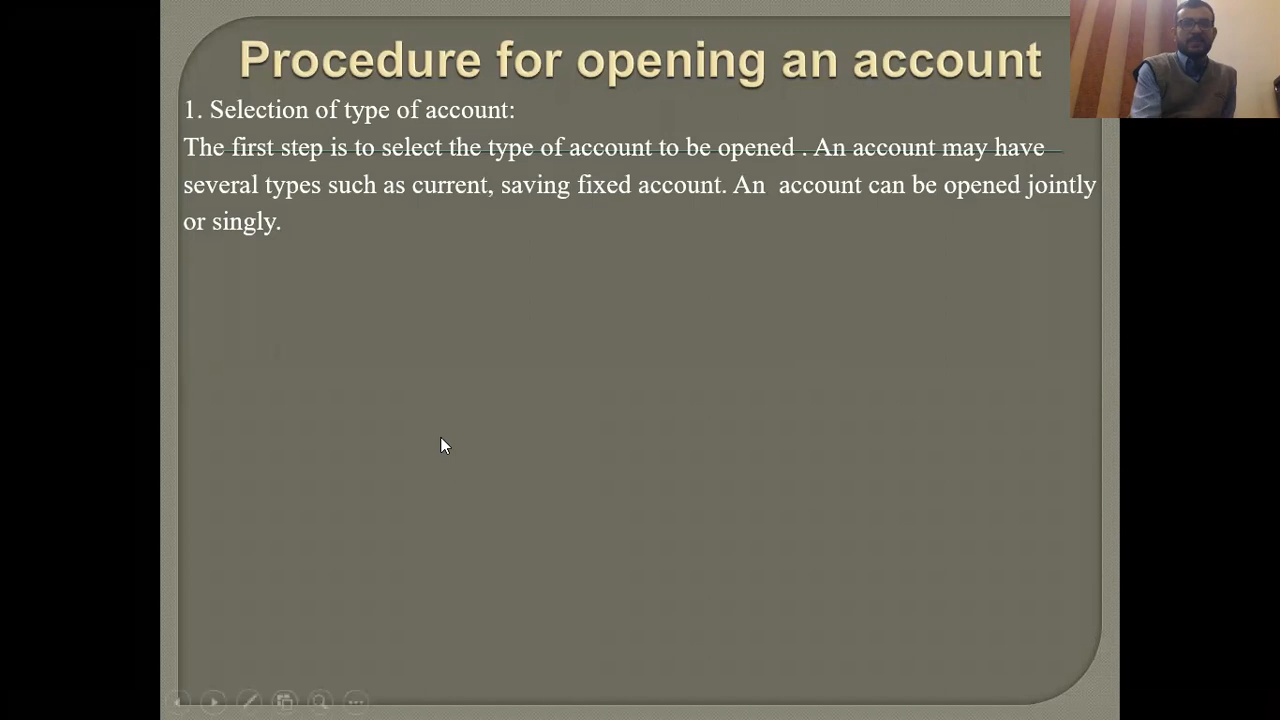 Procedure for opening an account
1. Selection of type of account:
The first step is to select the type of account to be opened . An account may have
several types such as current, saving fixed account. An  account can be opened jointly
or singly.